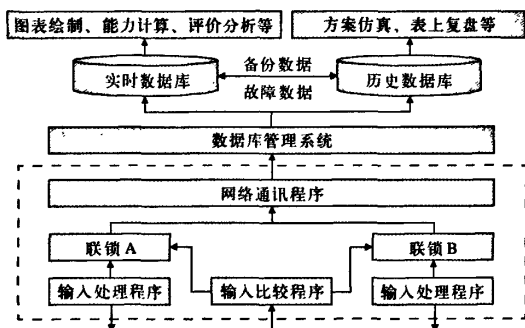 图表绘制、能力计算、评价分析等
方案仿真、表上复盘等
实时数据库
备份数据
故障数据
历史数据库
数据库管理系统
网络通讯程序
联锁A
联锁B
输入处理程序
输入比较程序
输入处理程序